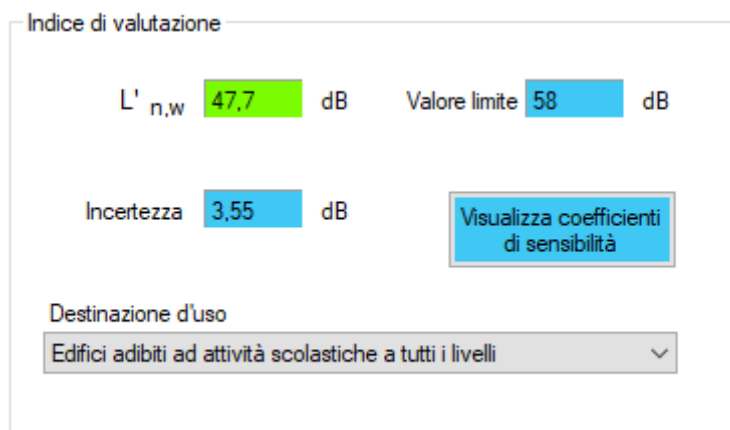 Indice di valutazione
L' n,w 47,7 dB Valore limite 58 dB
Incertezza 3,55 dB Visualizza coefficienti
di sensibilità
Destinazione d'uso
Edifici adibiti ad attività scolastiche a tutti i livelli